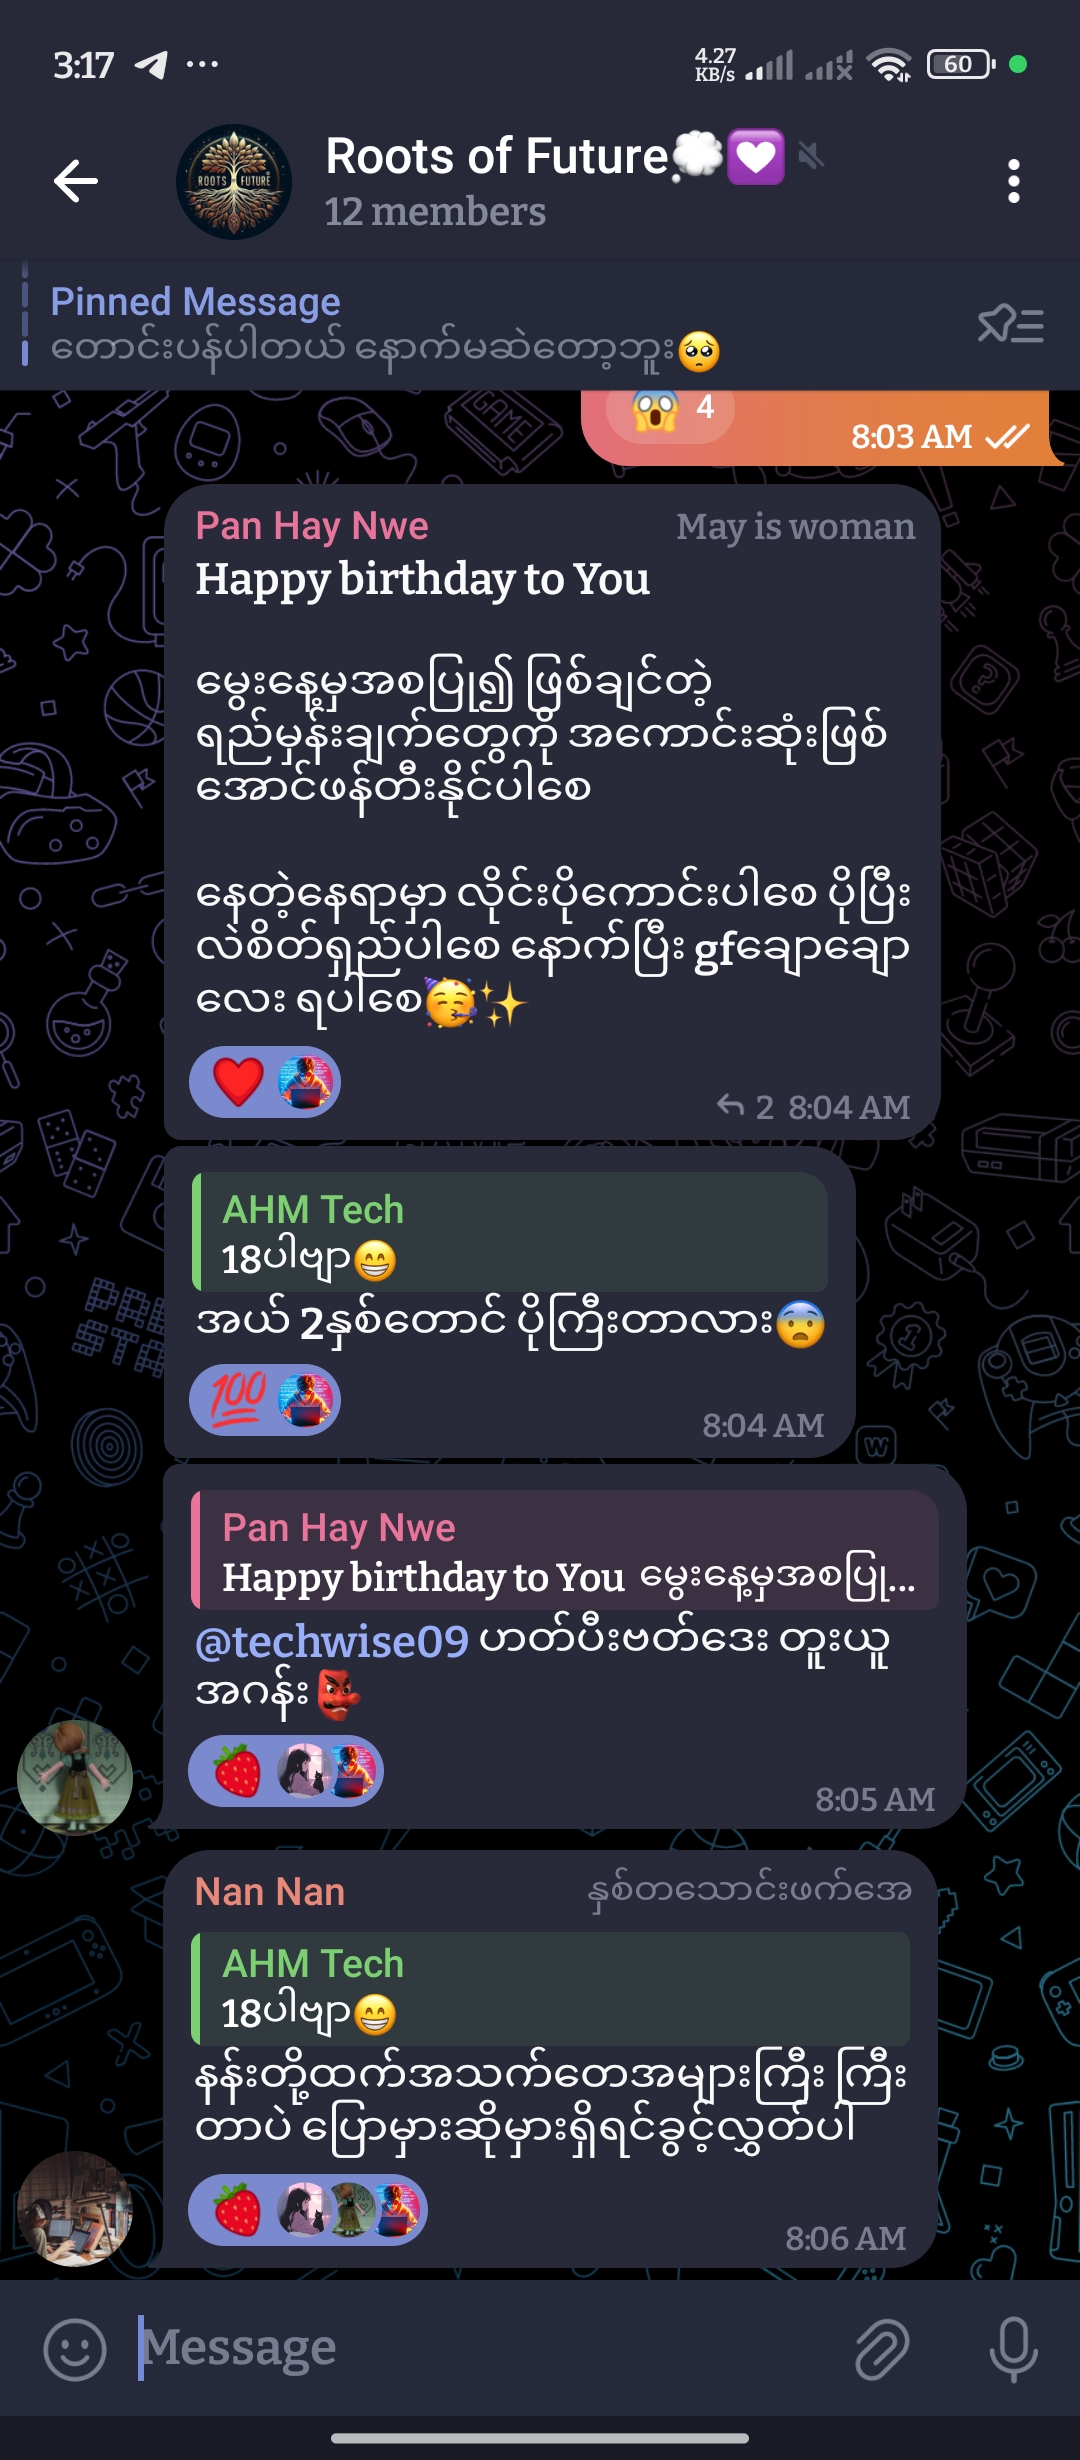 3:17
4.27
KB/s
60
ROOTS FUTURE
Roots of Future
12 members
Pinned Message
တောင်းပန်ပါတယ် နောက်မဆဲတော့ဘူး🥺
😱 4
8:03 AM
Pan Hay Nwe May is woman
Happy birthday to You
မွေးနေ့မှအစပြု၍ ဖြစ်ချင်တဲ့
ရည်မှန်းချက်တွေကို အကောင်းဆုံးဖြစ်
အောင်ဖန်တီးနိုင်ပါစေ
နေတဲ့နေရာမှာ လိုင်းပိုကောင်းပါစေ ပိုပြီး
လဲစိတ်ရှည်ပါစေ နောက်ပြီး gfချောချော
လေး ရပါစေ🥳✨
2 8:04 AM
AHM Tech
18ပါဗျာ😁
အယ် 2နှစ်တောင် ပိုကြီးတာလား😨
💯
8:04 AM
Pan Hay Nwe
Happy birthday to You မွေးနေ့မှအစပြု...
@techwise09 ဟတ်ပီးဗတ်ဒေး တူးယူ
အဂန်း👺
8:05 AM
Nan Nan နှစ်တသောင်းဖက်အေ
AHM Tech
18ပါဗျာ😁
နန်းတို့ထက်အသက်တေအများကြီး ကြီး
တာပဲ ပြောမှားဆိုမှားရှိရင်ခွင့်လွှတ်ပါ
8:06 AM
Message